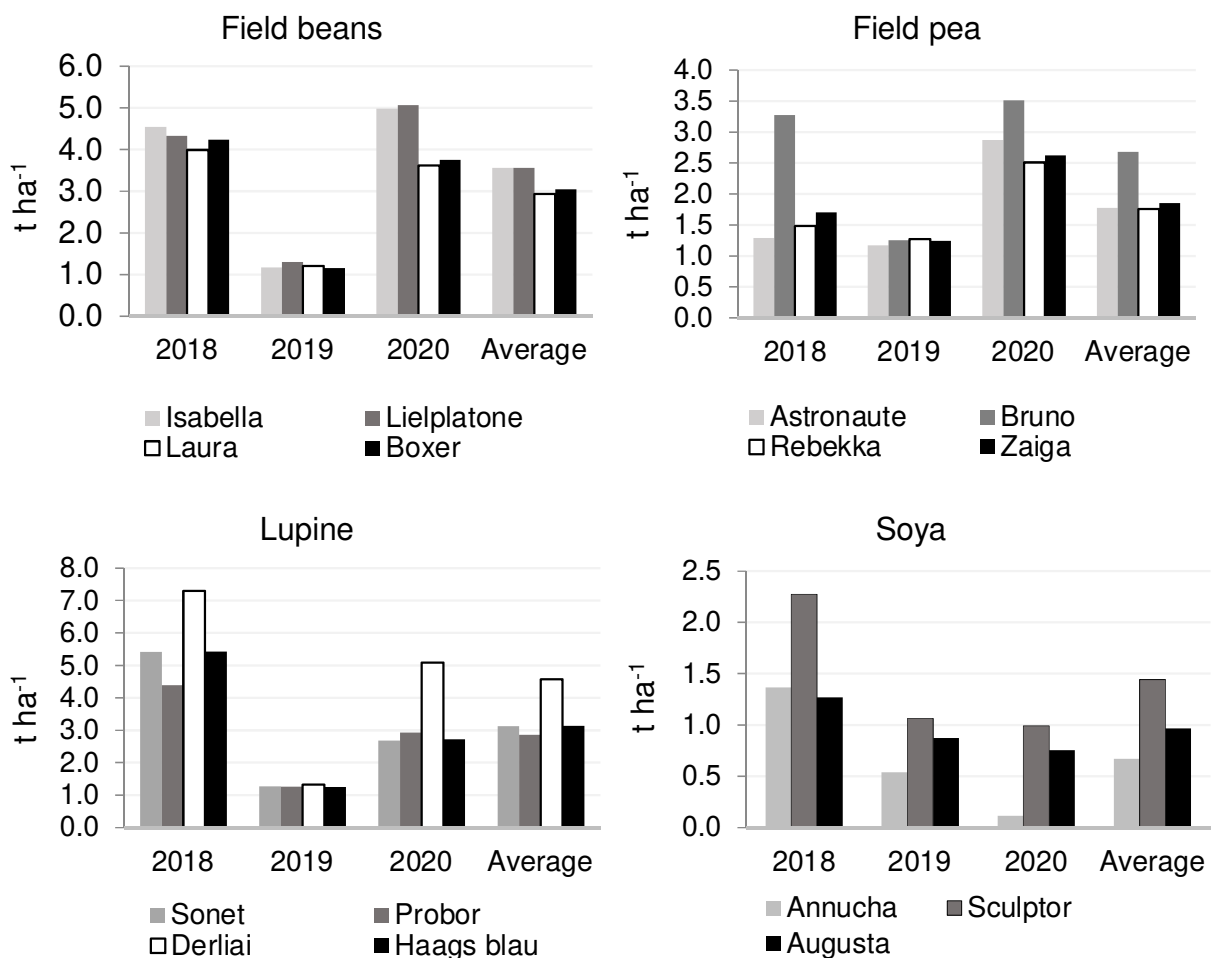 Field beans
6.0
5.0
4.0
3.0
2.0
1.0
0.0
t ha-1
2018 2019 2020 Average
Isabella Lielplatone
Laura Boxer
Field pea
4.0
3.5
3.0
2.5
2.0
1.5
1.0
0.5
0.0
t ha-1
2018 2019 2020 Average
Astronaute Bruno
Rebekka Zaiga
Lupine
8.0
7.0
6.0
5.0
4.0
3.0
2.0
1.0
0.0
t ha-1
2018 2019 2020 Average
Sonet Probor
Derliai Haags blau
Soya
2.5
2.0
1.5
1.0
0.5
0.0
t ha-1
2018 2019 2020 Average
Annucha Sculptor
Augusta